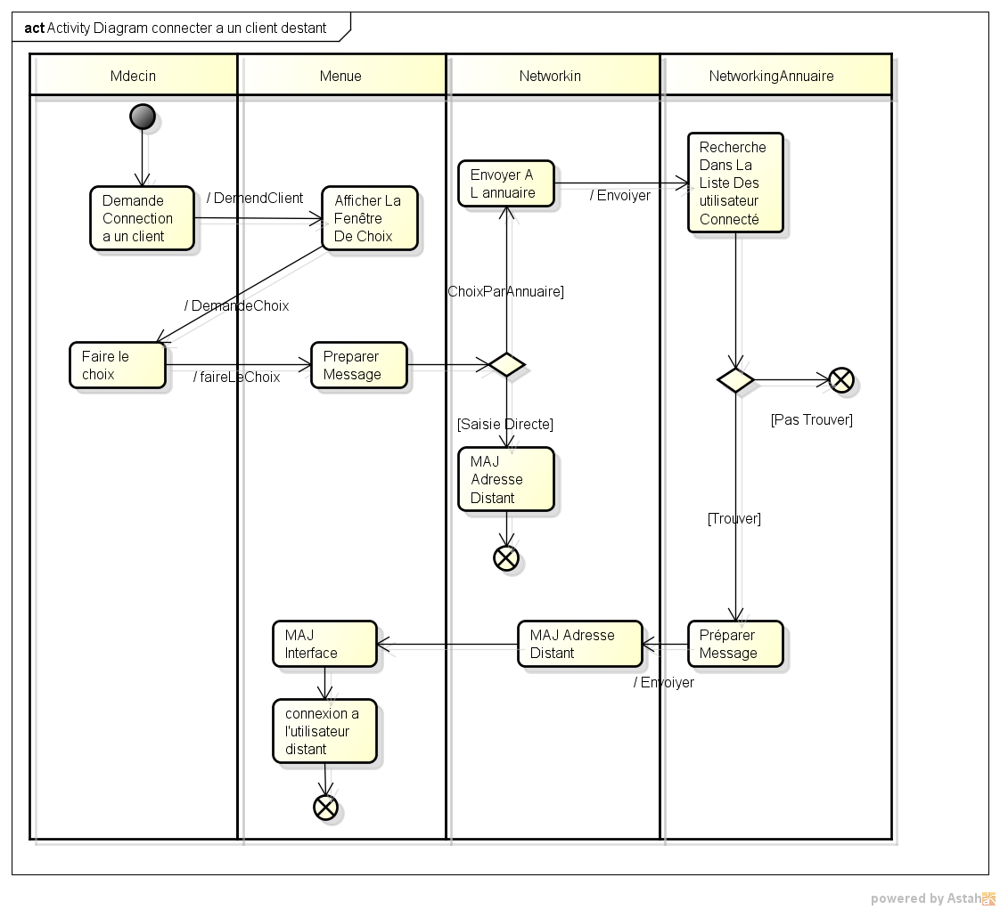 act Activity Diagram connecter a un client destant
Mdecin
Menue
Networkin
NetworkingAnnuaire
Demande
Connection
a un client
/ DemendClient
Afficher La
Fenêtre
De Choix
Envoyer A
L annuaire
/ Envoiyer
Recherche
Dans La
Liste Des
utilisateur
Connecté
/ DemandeChoix
ChoixParAnnuaire]
Faire le
choix
/ faireLeChoix
Preparer
Message
[Saisie Directe]
[Pas Trouver]
MAJ
Adresse
Distant
[Trouver]
MAJ
Interface
MAJ Adresse
Distant
Préparer
Message
/ Envoiyer
connexion a
l'utilisateur
distant
powered by Astah